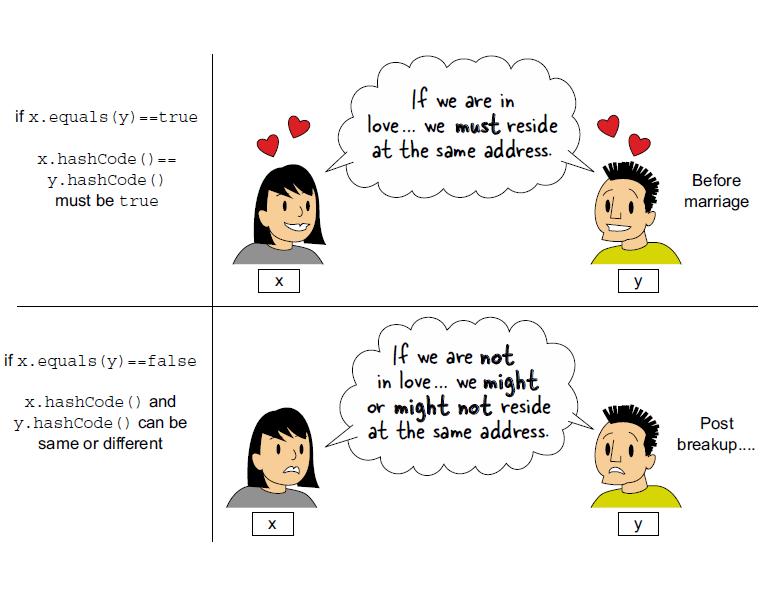 if x.equals(y)==true
x.hashCode()==
y.hashCode()
must be true
If we are in
love... we must reside
at the same address.
x
y
Before
marriage
if x.equals(y)==false
x.hashCode() and
y.hashCode() can be
same or different
If we are not
in love... we might
or might not reside
at the same address.
x
y
Post
breakup....